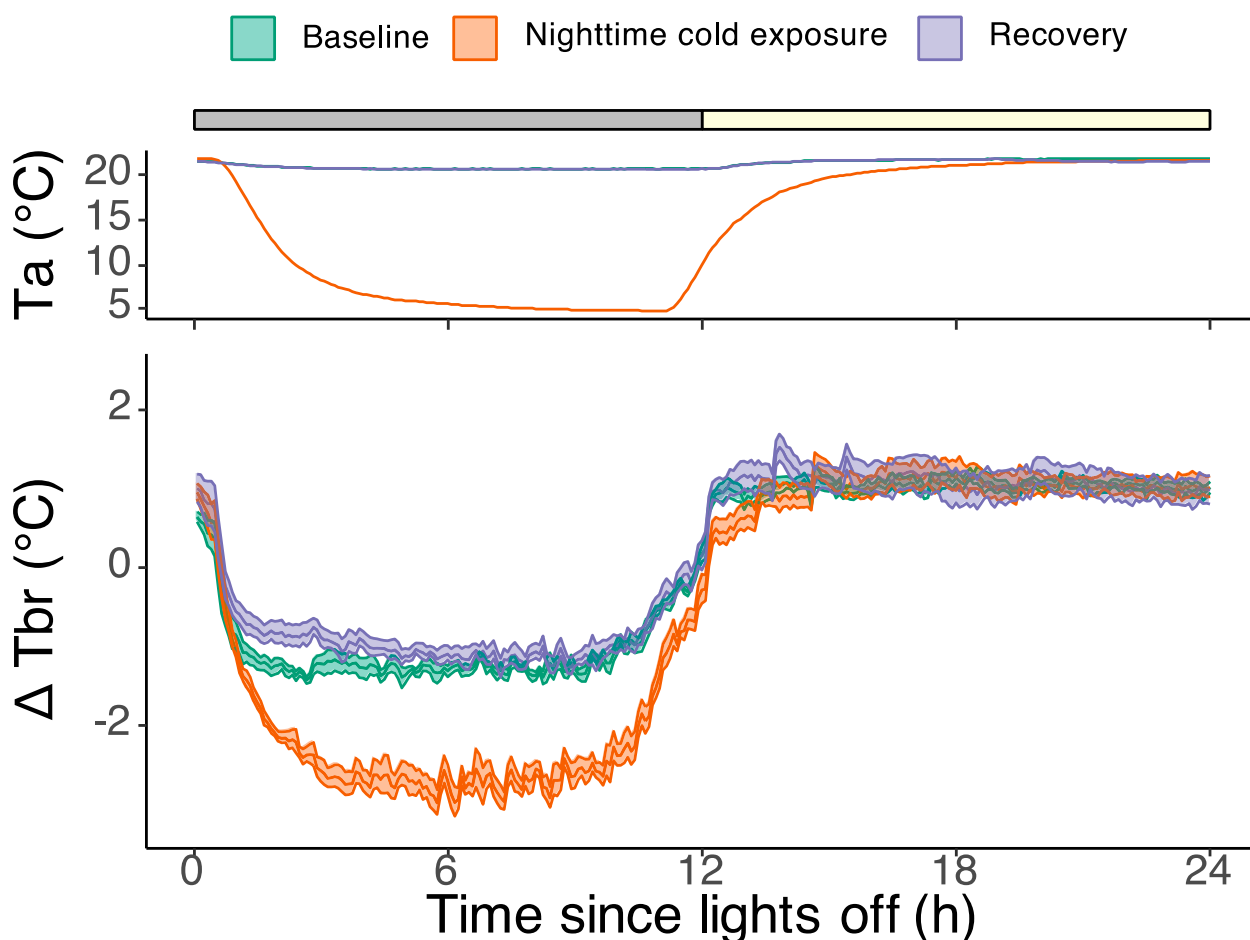 Baseline Nighttime cold exposure Recovery
Ta (°C)
20
15
10
5
Δ Tbr (°C)
2
0
-2
0 6 12 18 24
Time since lights off (h)